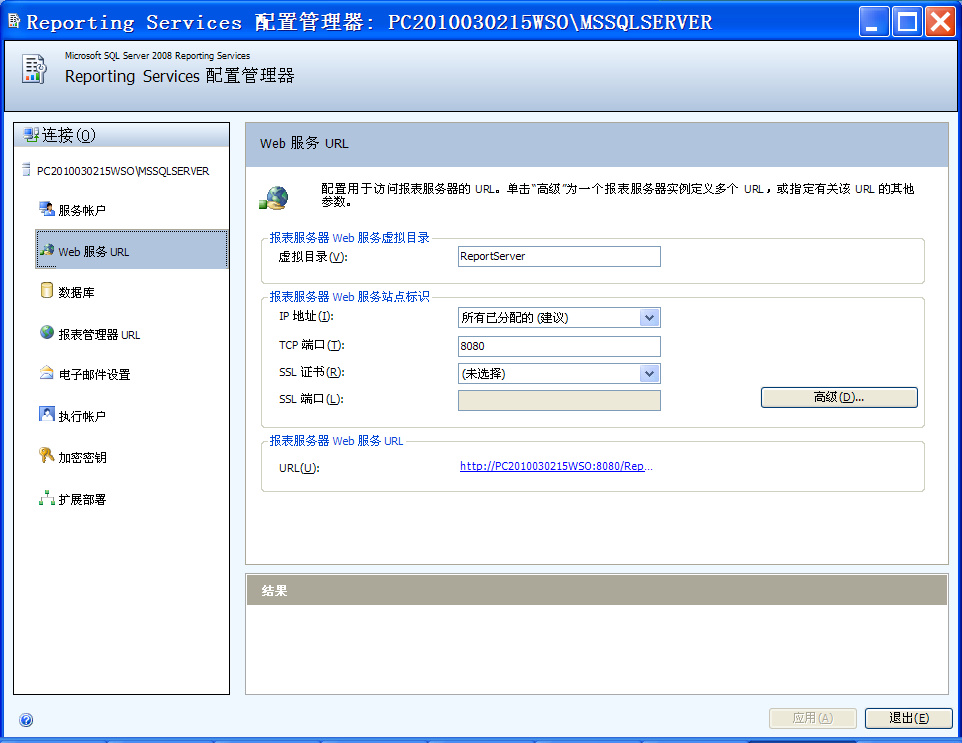 Reporting Services 配置管理器: PC2010030215WSO\MSSQLSERVER
Microsoft SQL Server 2008 Reporting Services
Reporting Services 配置管理器
连接(O)
PC2010030215WSO\MSSQLSERVER
服务帐户
Web 服务 URL
数据库
报表管理器 URL
电子邮件设置
执行帐户
加密密钥
扩展部署
Web 服务 URL
配置用于访问报表服务器的 URL。单击“高级”为一个报表服务器实例定义多个 URL，或指定有关该 URL 的其他
参数。
报表服务器 Web 服务虚拟目录
虚拟目录(V): ReportServer
报表服务器 Web 服务站点标识
IP 地址(I): 所有已分配的 (建议)
TCP 端口(T): 8080
SSL 证书(R): (未选择)
SSL 端口(L): 高级(D)...
报表服务器 Web 服务 URL
URL(U): http://PC2010030215WSO:8080/Rep...
结果
应用(A) 退出(E)